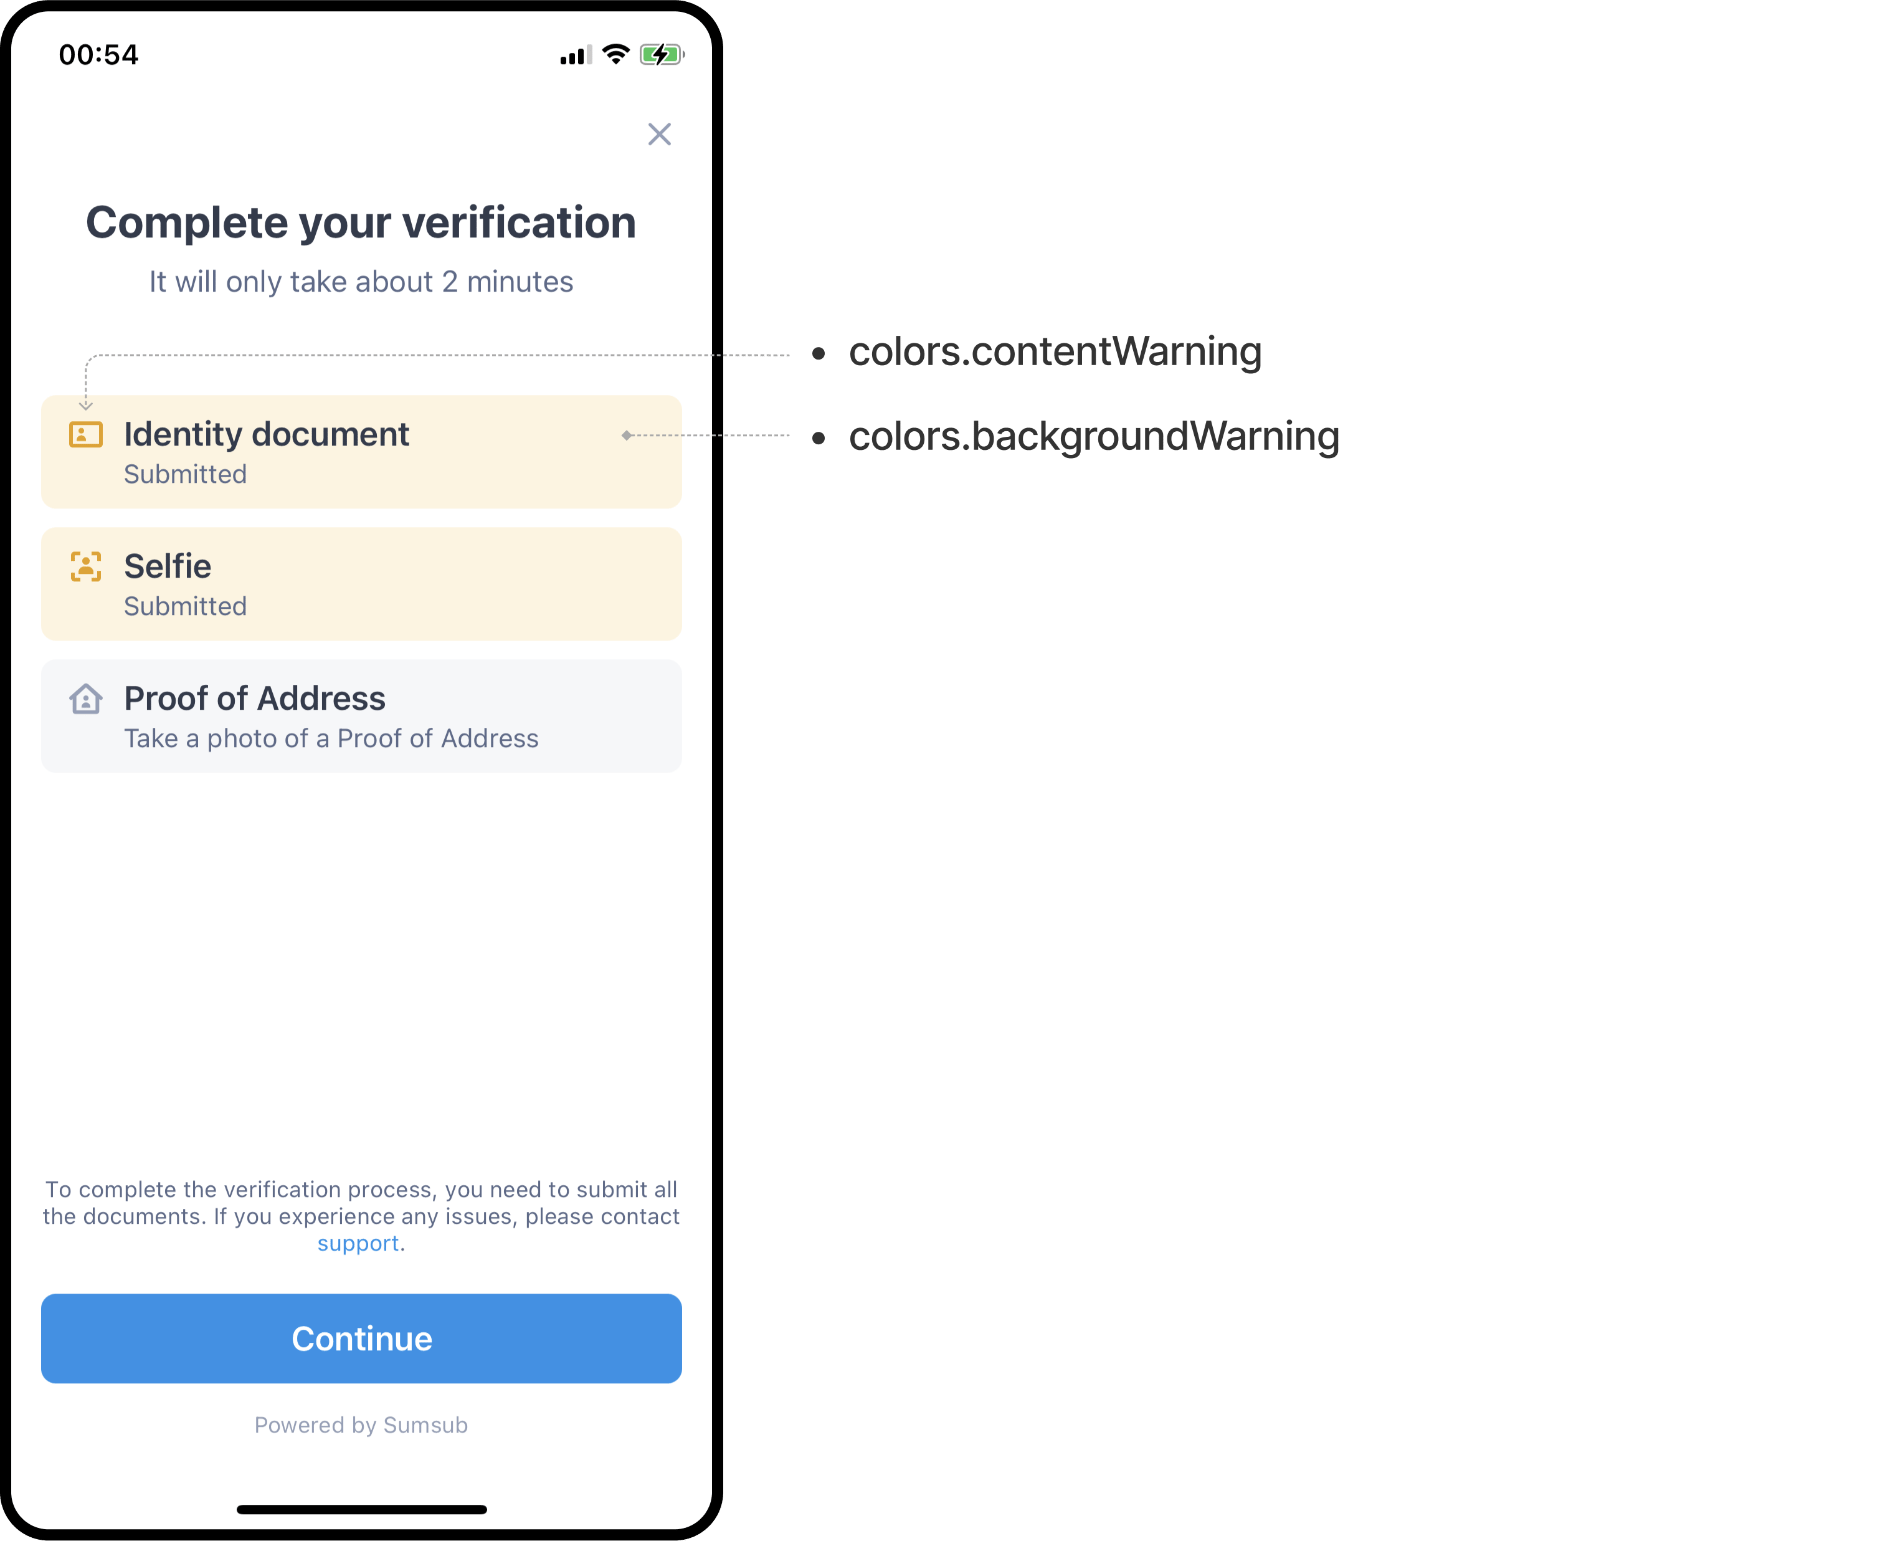 00:54
Complete your verification
It will only take about 2 minutes
• colors.contentWarning
Identity document
• colors.backgroundWarning
Submitted
Selfie
Submitted
Proof of Address
Take a photo of a Proof of Address
To complete the verification process, you need to submit all
the documents. If you experience any issues, please contact
support.
Continue
Powered by Sumsub